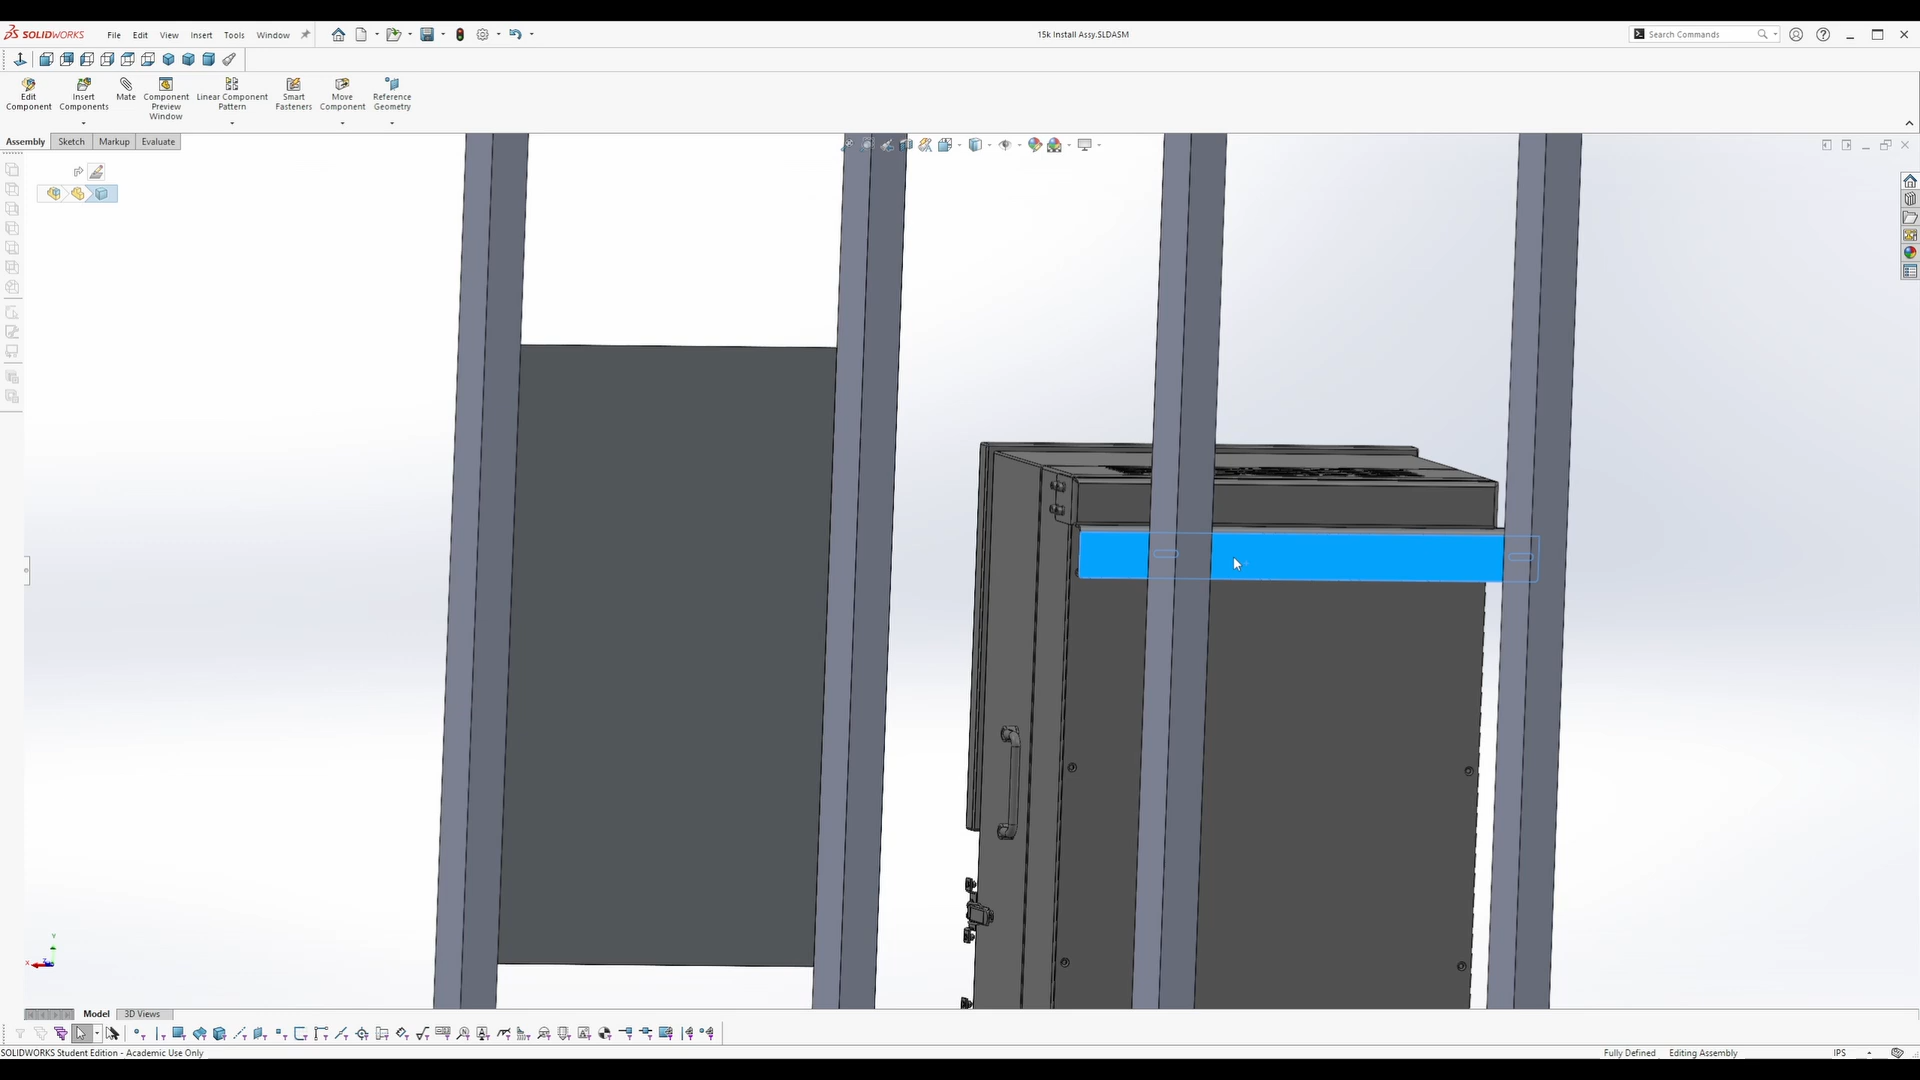 SOLIDWORKS
File Edit View Insert Tools Window
15k Install Assy.SLDASM
Search Commands
Edit Component
Insert Components
Mate
Component Preview Window
Linear Component Pattern
Smart Fasteners
Move Component
Reference Geometry
Assembly Sketch Markup Evaluate
Y
X
Z
Model 3D Views
SOLIDWORKS Student Edition - Academic Use Only
Fully Defined Editing Assembly IPS